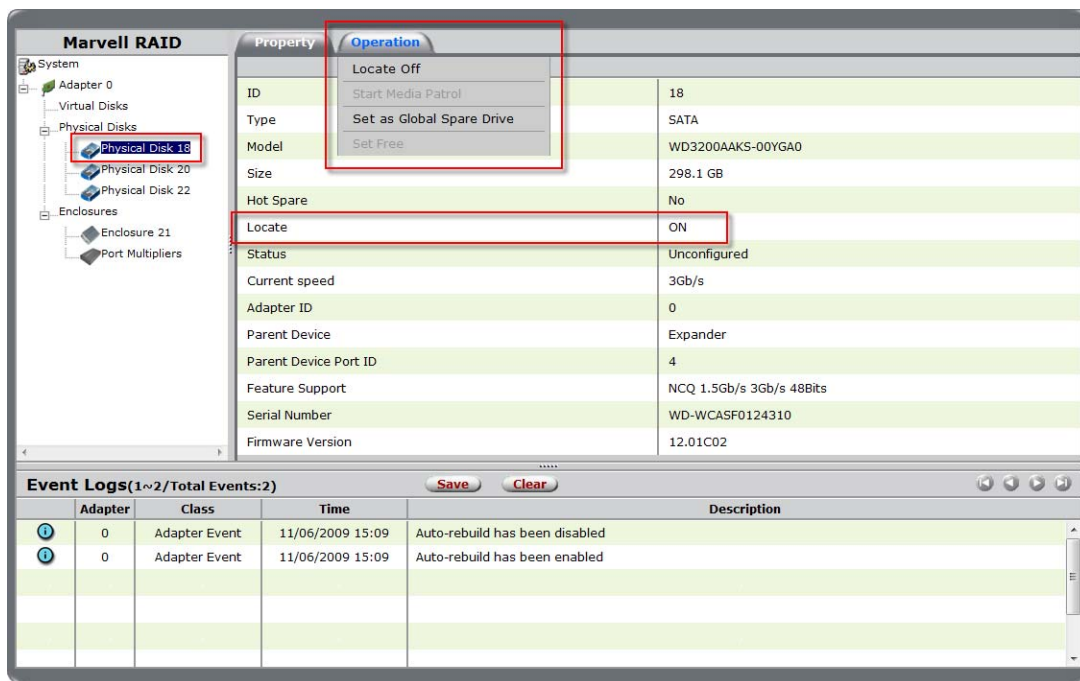 Marvell RAID
System
Adapter 0
Virtual Disks
Physical Disks
Physical Disk 18
Physical Disk 20
Physical Disk 22
Enclosures
Enclosure 21
Port Multipliers
Property Operation
Locate Off
Start Media Patrol
Set as Global Spare Drive
Set Free
ID 18
Type SATA
Model WD3200AAKS-00YGA0
Size 298.1 GB
Hot Spare No
Locate ON
Status Unconfigured
Current speed 3Gb/s
Adapter ID 0
Parent Device Expander
Parent Device Port ID 4
Feature Support NCQ 1.5Gb/s 3Gb/s 48Bits
Serial Number WD-WCASF0124310
Firmware Version 12.01C02
Event Logs(1~2/Total Events:2) Save Clear
Adapter Class Time Description
0 Adapter Event 11/06/2009 15:09 Auto-rebuild has been disabled
0 Adapter Event 11/06/2009 15:09 Auto-rebuild has been enabled